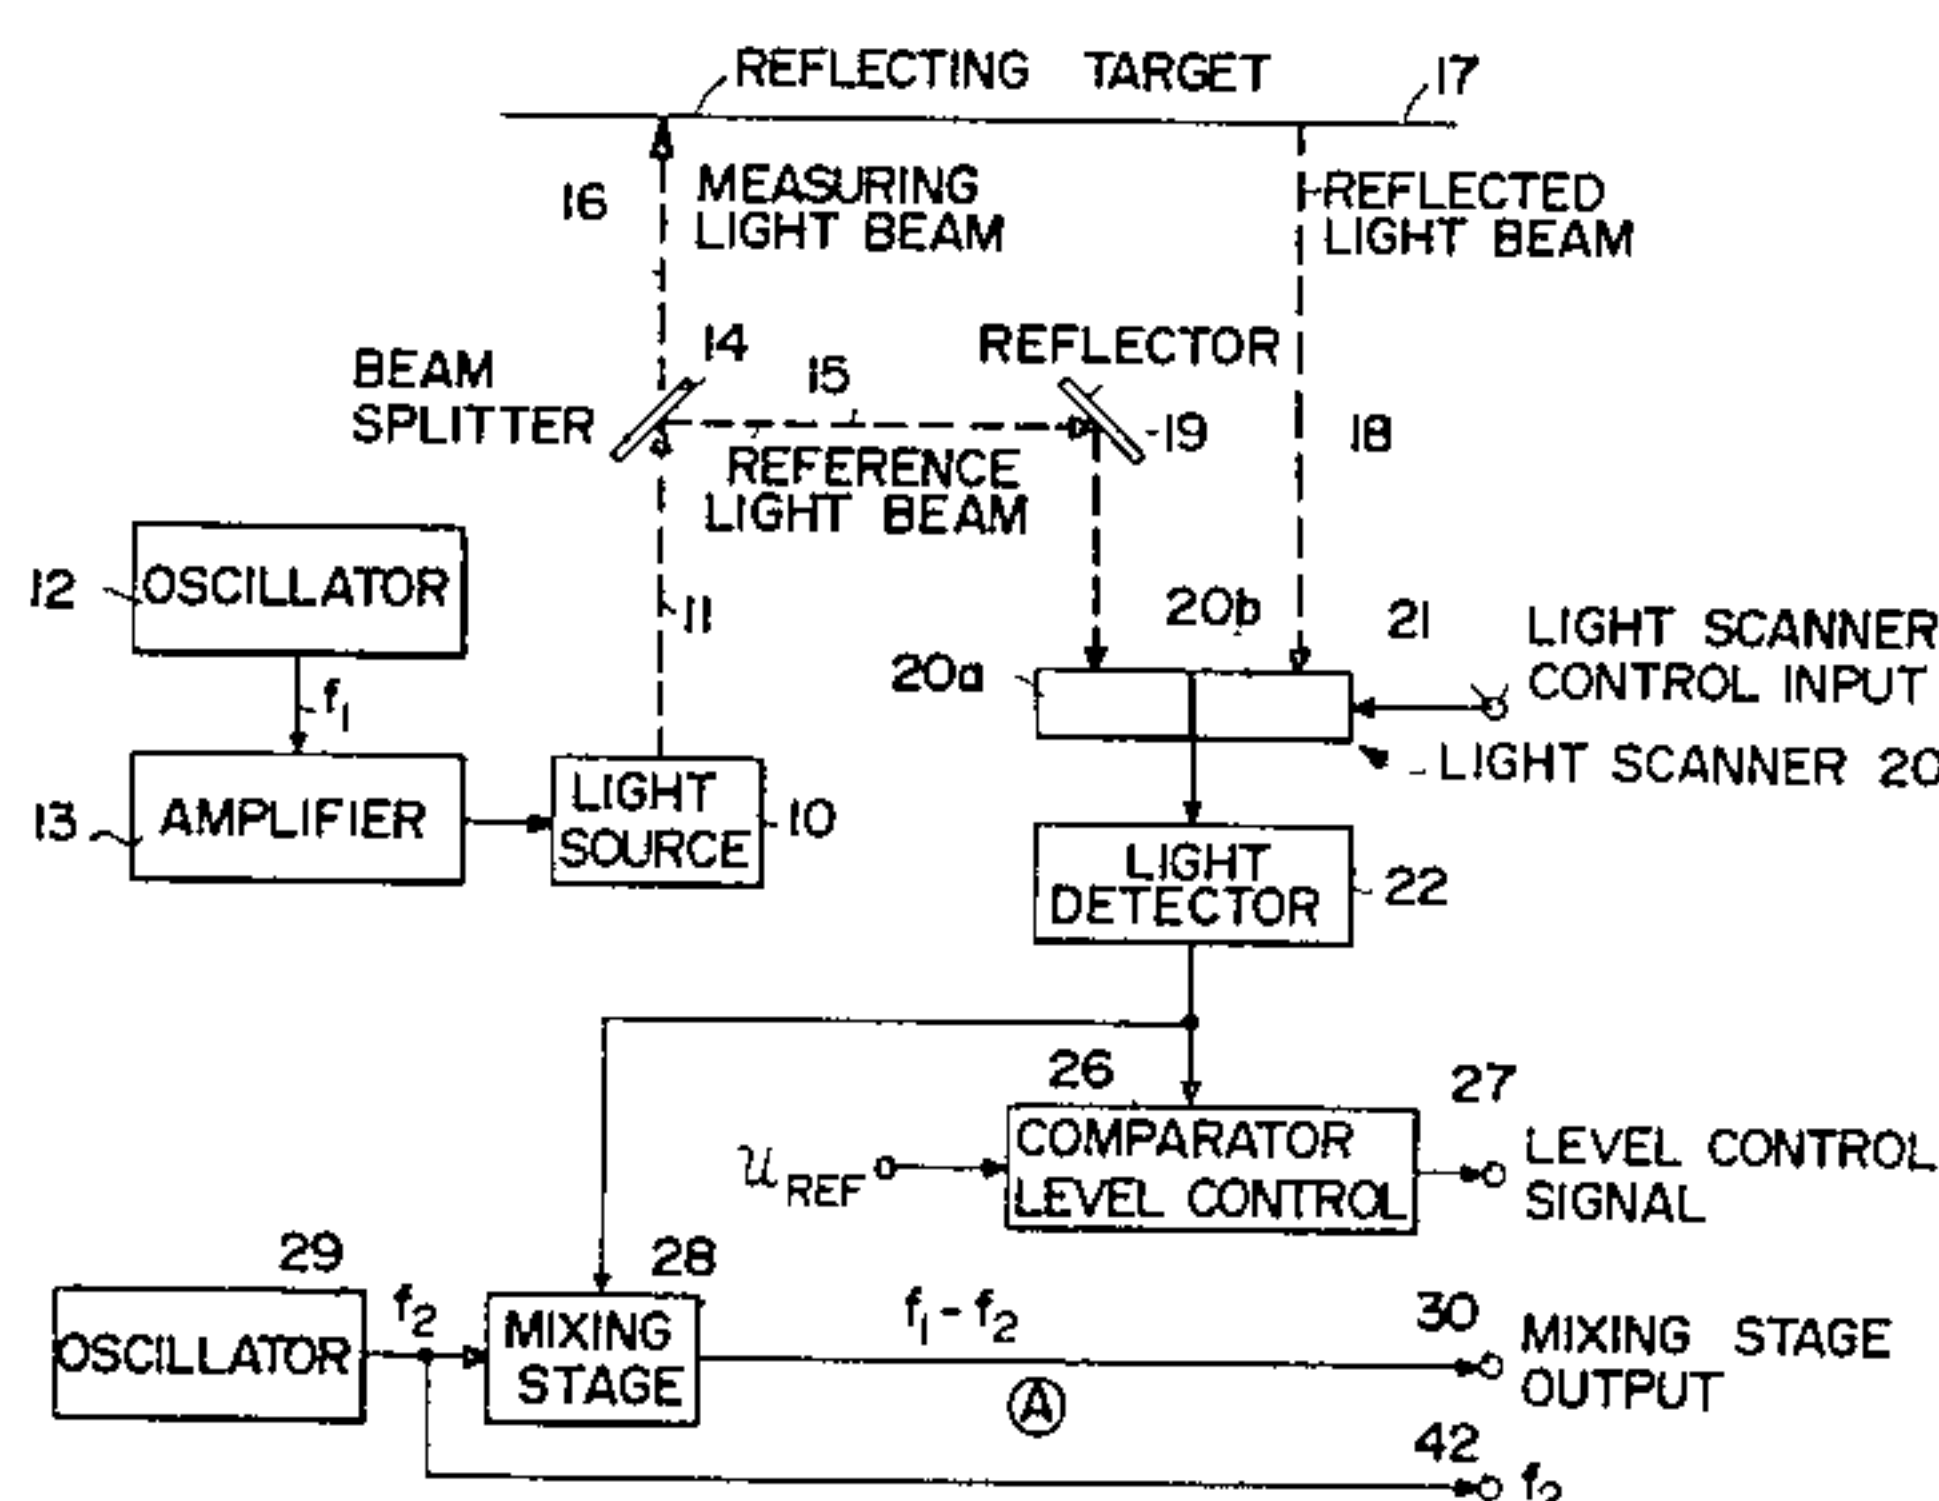 REFLECTING TARGET
17
16
MEASURING
LIGHT BEAM
REFLECTED
LIGHT BEAM
BEAM
SPLITTER
14
15
REFLECTOR
19
18
REFERENCE
LIGHT BEAM
12
OSCILLATOR
11
20b
21
LIGHT SCANNER
CONTROL INPUT
20a
f1
LIGHT SCANNER 20
13
AMPLIFIER
LIGHT
SOURCE
10
LIGHT
DETECTOR
22
26
27
COMPARATOR
LEVEL CONTROL
U REF
LEVEL CONTROL
SIGNAL
29
28
OSCILLATOR
f2
MIXING
STAGE
f1 - f2
A
30
MIXING STAGE
OUTPUT
42
f2